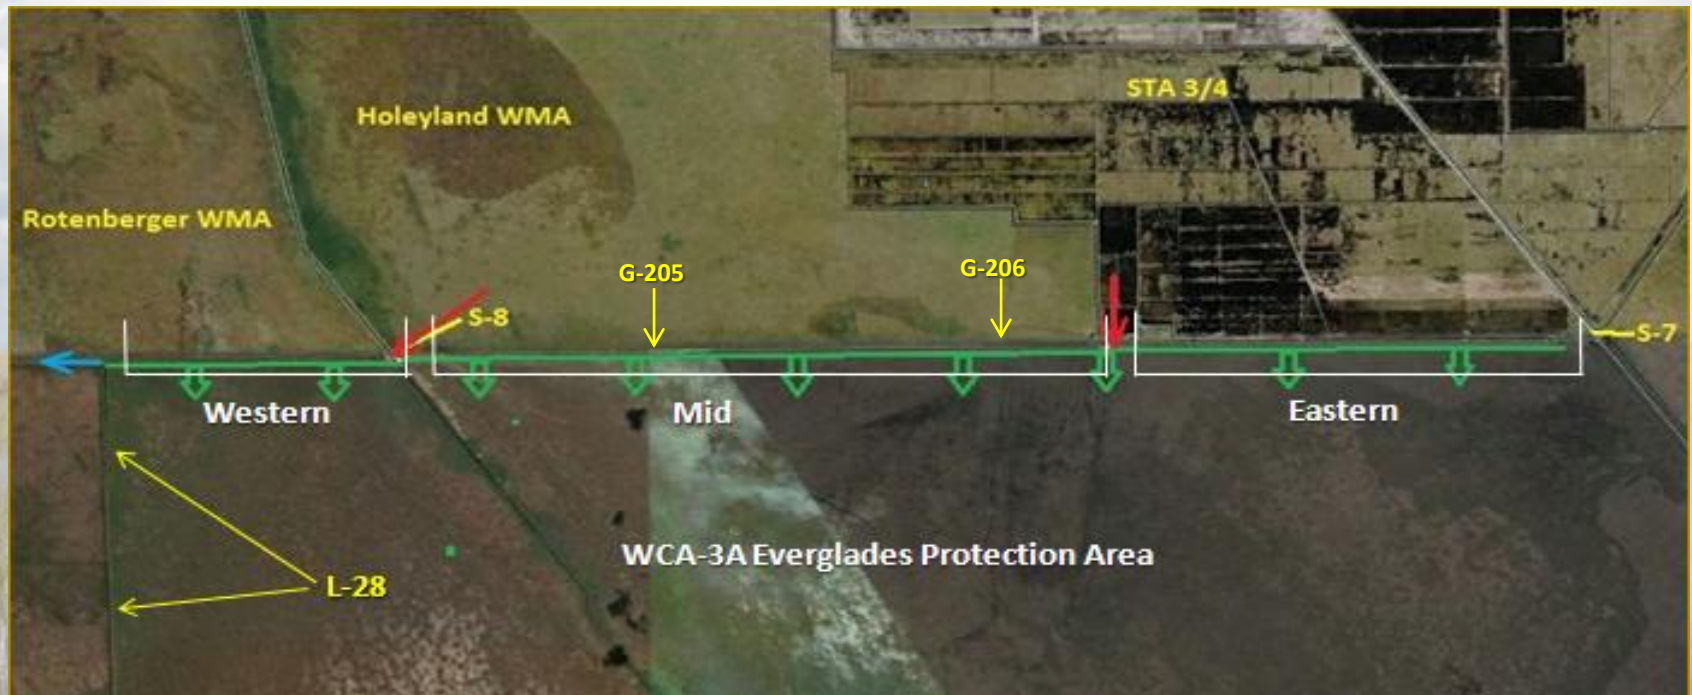 STA 3/4
Holeyland WMA
Rotenberger WMA
G-205
G-206
S-8
S-7
Western
Mid
Eastern
WCA-3A Everglades Protection Area
L-28